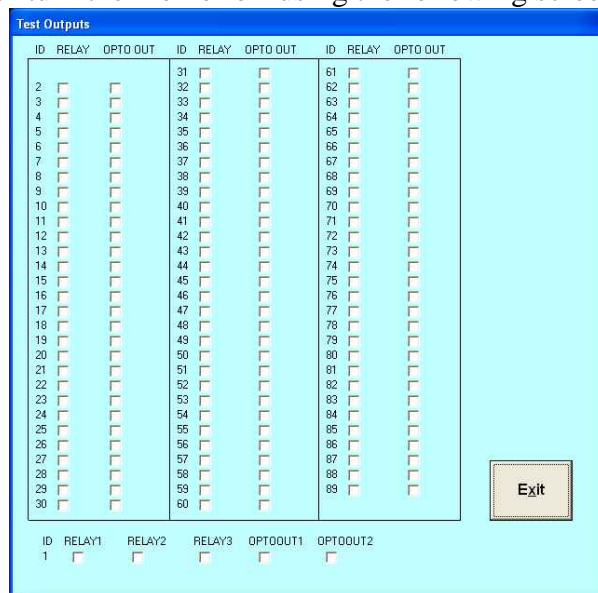 using the following
Test Outputs
ID RELAY OPTO OUT ID RELAY OPTO OUT ID RELAY OPTO OUT
31 61
2 32 62
3 33 63
4 34 64
5 35 65
6 36 66
7 37 67
8 38 68
9 39 69
10 40 70
11 41 71
12 42 72
13 43 73
14 44 74
15 45 75
16 46 76
17 47 77
18 48 78
19 49 79
20 50 80
21 51 81
22 52 82
23 53 83
24 54 84
25 55 85
26 56 86
27 57 87
28 58 88
29 59 89
30 60
Exit
ID RELAY1 RELAY2 RELAY3 OPTOOUT1 OPTOOUT2
1